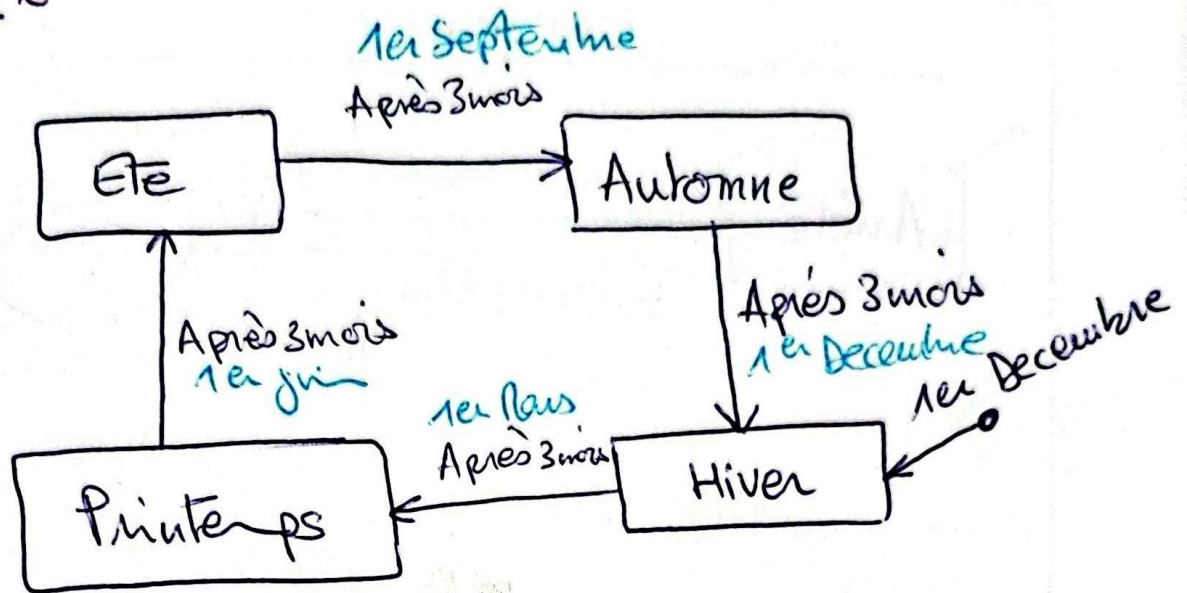 1er Septembre
Après 3 mois
Eté
Automne
Après 3 mois
1er juin
Après 3 mois
1er Decembre
1er Decembre
1er Mars
Après 3 mois
Hiver
Printemps